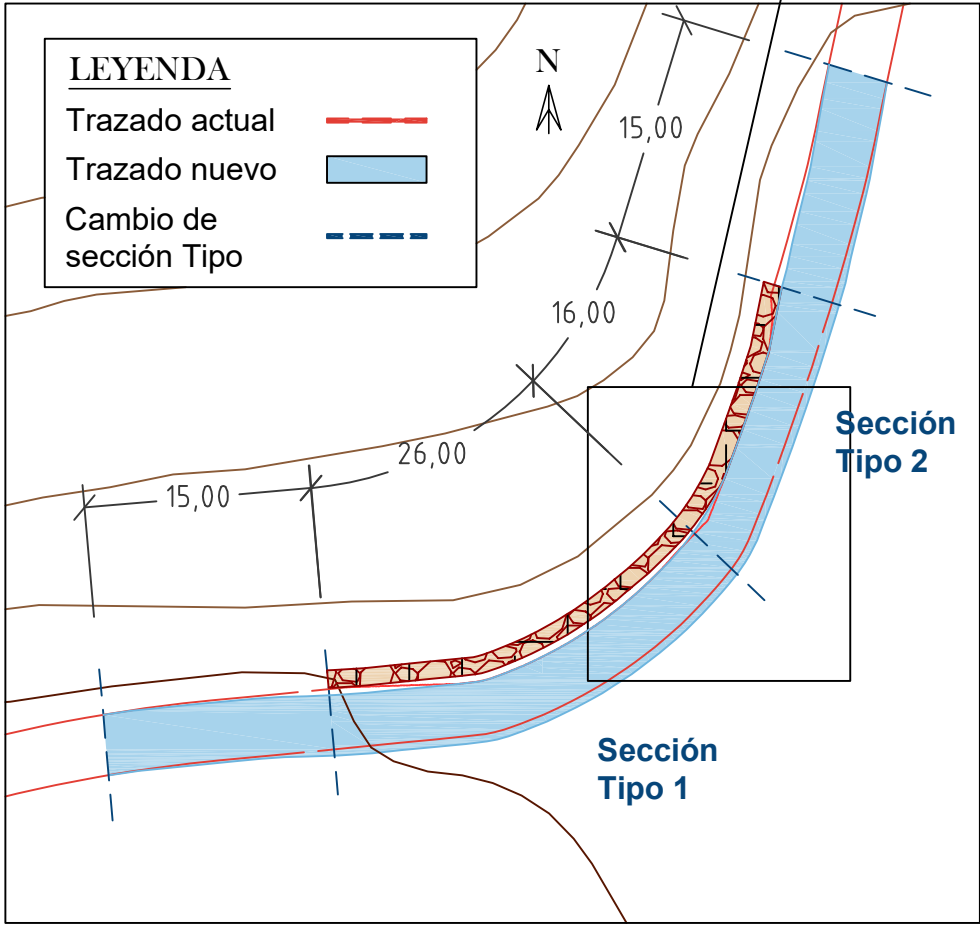 LEYENDA
Trazado actual
Trazado nuevo
Cambio de
sección Tipo
N
15,00
16,00
26,00
15,00
Sección
Tipo 2
Sección
Tipo 1